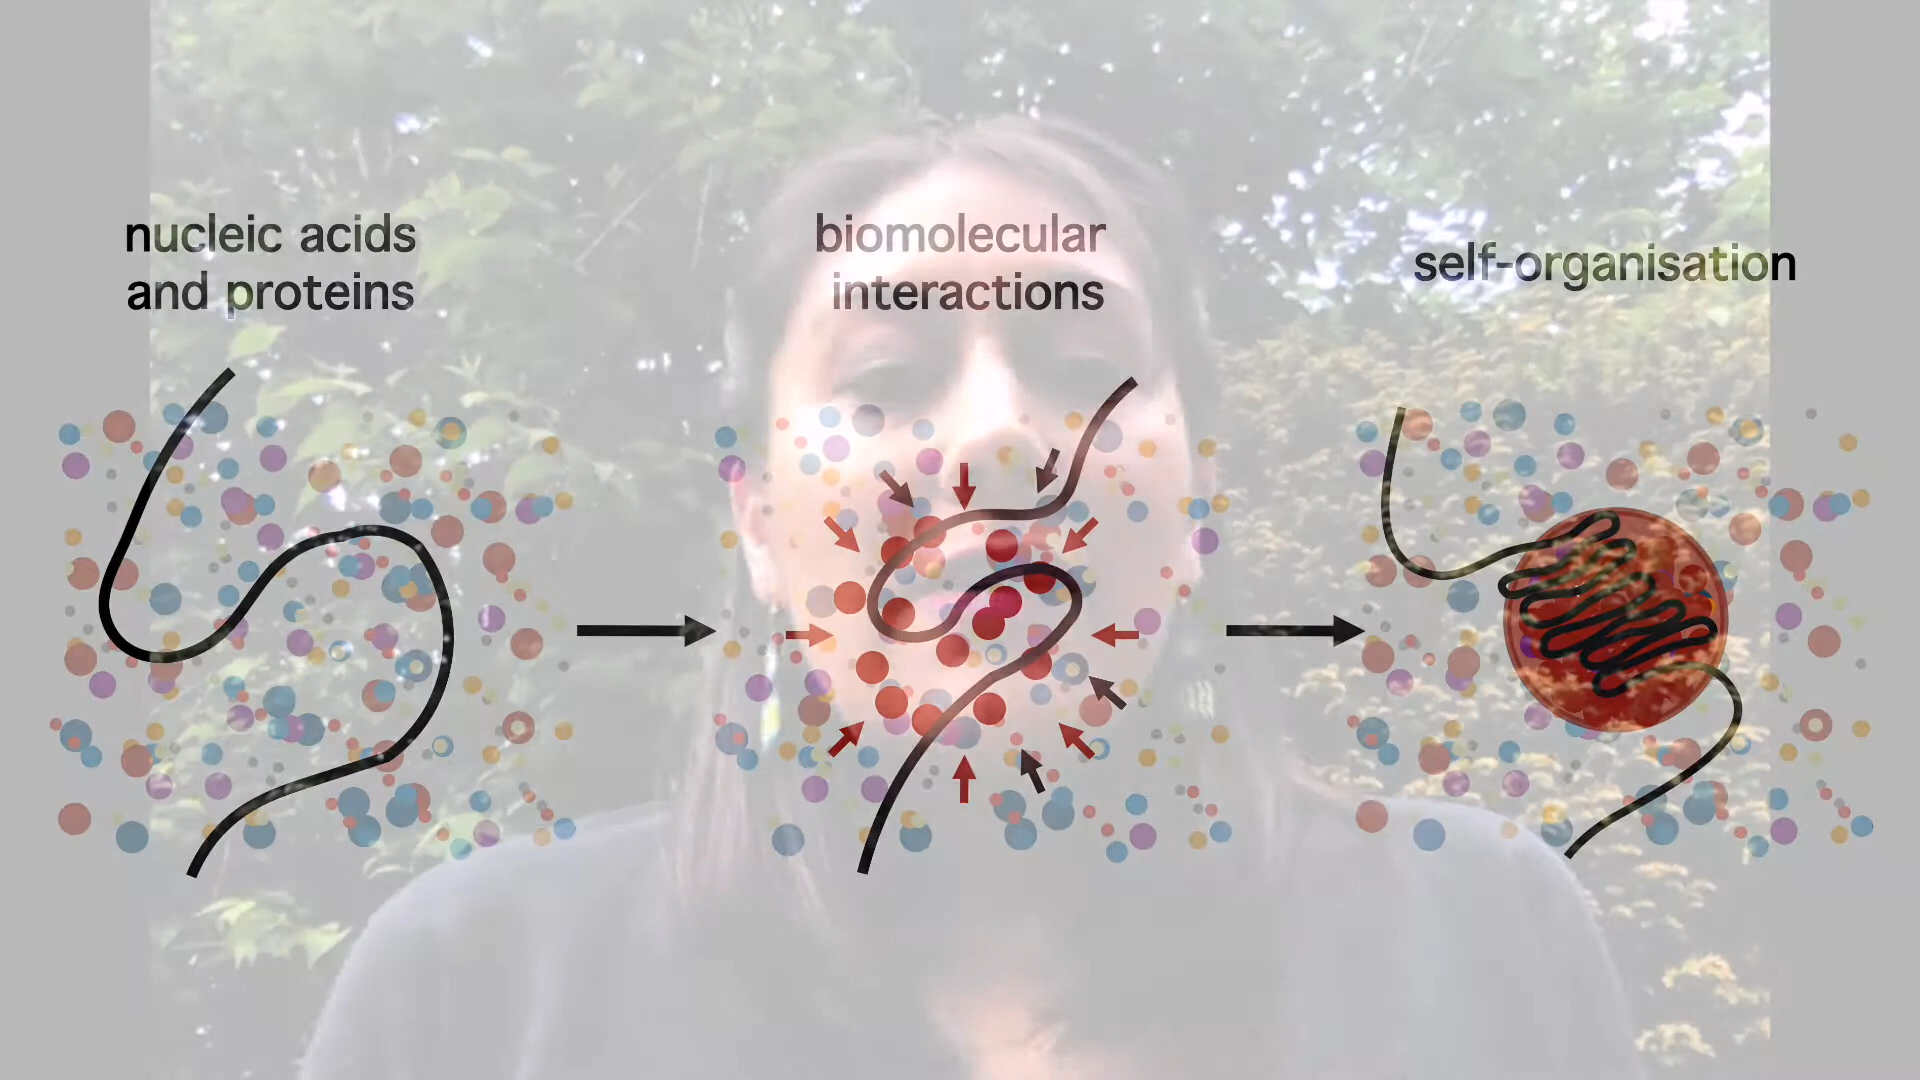 nucleic acids
and proteins
biomolecular
interactions
self-organisation